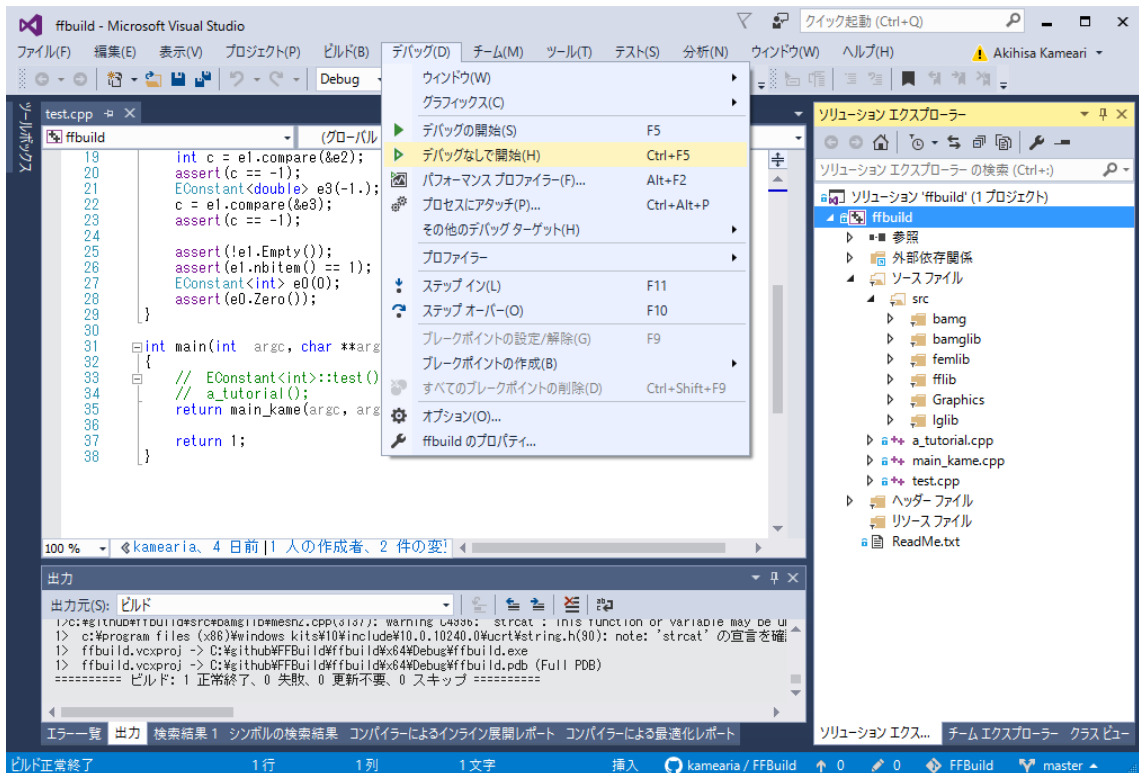 ffbuild - Microsoft Visual Studio
クイック起動 (Ctrl+Q)
ファイル(F) 編集(E) 表示(V) プロジェクト(P) ビルド(B) デバッグ(D) チーム(M) ツール(T) テスト(S) 分析(N) ウィンドウ(W) ヘルプ(H) Akihisa Kameari
Debug
ツールボックス
test.cpp
ffbuild (グローバル
19 int c = e1.compare(&e2);
20 assert(c == -1);
21 EConstant<double> e3(-1.);
22 c = e1.compare(&e3);
23 assert(c == -1);
24
25 assert(!e1.Empty());
26 assert(e1.nbitem() == 1);
27 EConstant<int> e0(0);
28 assert(e0.Zero());
29 }
30
31 int main(int argc, char **arg
32 {
33 // EConstant<int>::test()
34 // a_tutorial();
35 return main_kame(argc, arg
36
37 return 1;
38 }
100 % kamearia、4 日前|1 人の作成者、2 件の変
ウィンドウ(W)
グラフィックス(C)
デバッグの開始(S) F5
デバッグなしで開始(H) Ctrl+F5
パフォーマンス プロファイラー(F)... Alt+F2
プロセスにアタッチ(P)... Ctrl+Alt+P
その他のデバッグ ターゲット(H)
プロファイラー
ステップ イン(L) F11
ステップ オーバー(O) F10
ブレークポイントの設定/解除(G) F9
ブレークポイントの作成(B)
すべてのブレークポイントの削除(D) Ctrl+Shift+F9
オプション(O)...
ffbuild のプロパティ...
ソリューション エクスプローラー
ソリューション エクスプローラー の検索 (Ctrl+:)
ソリューション 'ffbuild' (1 プロジェクト)
ffbuild
参照
外部依存関係
ソース ファイル
src
bamg
bamglib
femlib
fflib
Graphics
lglib
a_tutorial.cpp
main_kame.cpp
test.cpp
ヘッダー ファイル
リソース ファイル
ReadMe.txt
出力
出力元(S): ビルド
1>c:¥github¥ffbuild¥src¥bamglib¥mesh2.cpp(3137): warning C4996: 'strcat': This function or variable may be u
1> c:¥program files (x86)¥windows kits¥10¥include¥10.0.10240.0¥ucrt¥string.h(90): note: 'strcat' の宣言を確
1> ffbuild.vcxproj -> C:¥github¥FFBuild¥ffbuild¥x64¥Debug¥ffbuild.exe
1> ffbuild.vcxproj -> C:¥github¥FFBuild¥ffbuild¥x64¥Debug¥ffbuild.pdb (Full PDB)
========== ビルド: 1 正常終了、0 失敗、0 更新不要、0 スキップ ==========
エラー一覧 出力 検索結果 1 シンボルの検索結果 コンパイラーによるインライン展開レポート コンパイラーによる最適化レポート
ソリューション エクス... チーム エクスプローラー クラス ビュー
ビルド正常終了 1 行 1 列 1 文字 挿入 kamearia / FFBuild 0 0 FFBuild master